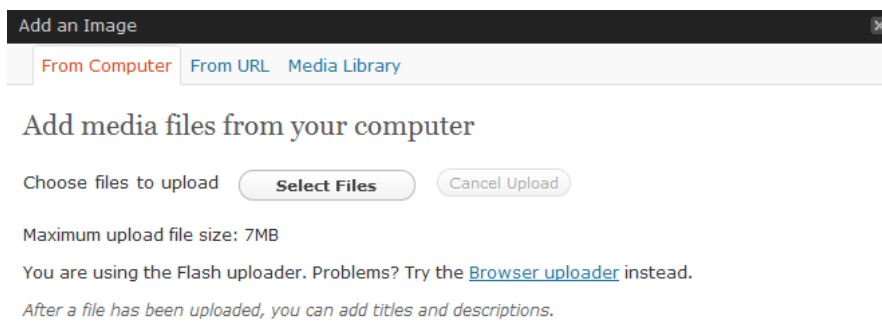 Add an Image
From Computer From URL Media Library
Add media files from your computer
Choose files to upload Select Files Cancel Upload
Maximum upload file size: 7MB
You are using the Flash uploader. Problems? Try the Browser uploader instead.
After a file has been uploaded, you can add titles and descriptions.